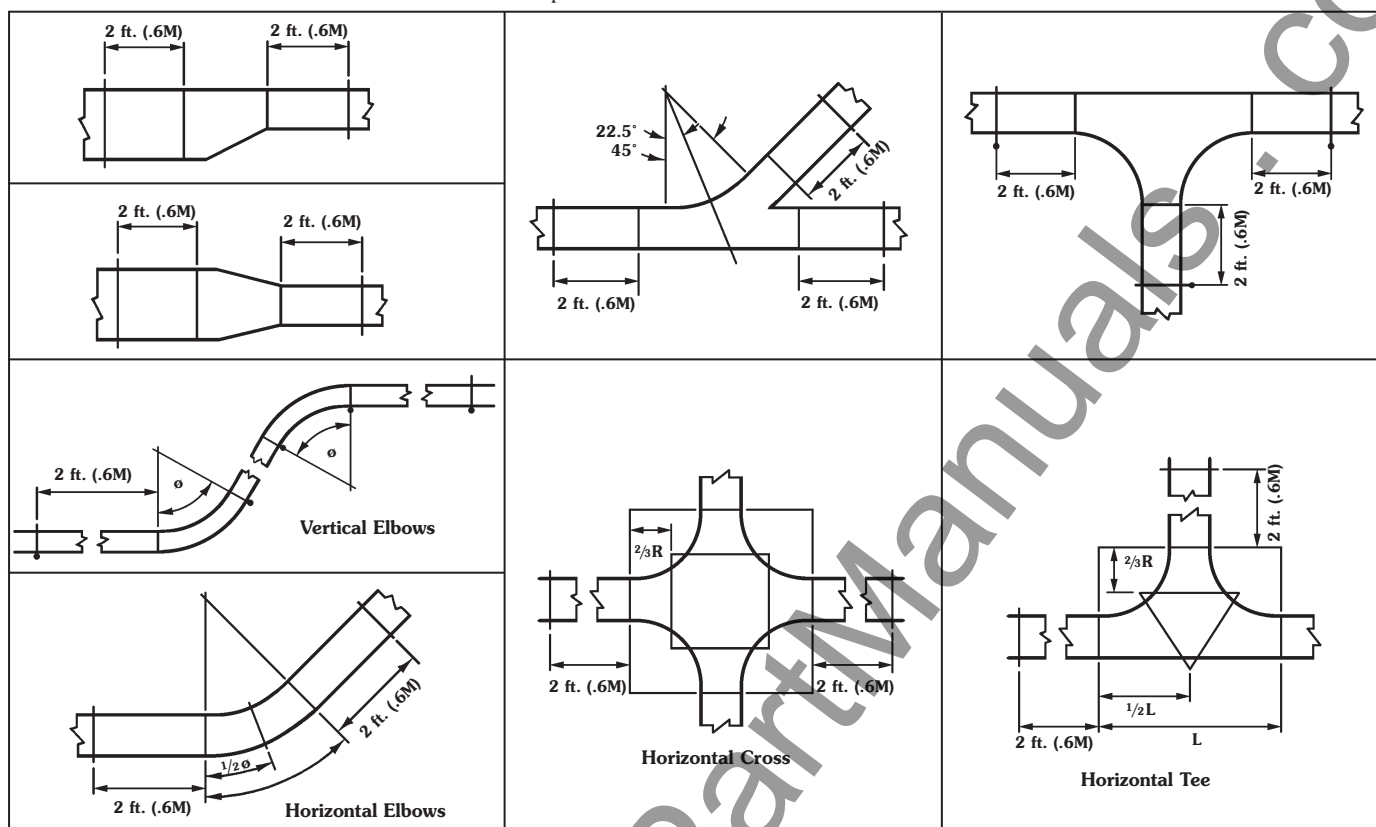 2 ft. (.6M)
2 ft. (.6M)
2 ft. (.6M)
2 ft. (.6M)
22.5°
45°
2 ft. (.6M)
2 ft. (.6M)
2 ft. (.6M)
2 ft. (.6M)
2 ft. (.6M)
2 ft. (.6M)
2 ft. (.6M)
ø
ø
Vertical Elbows
1/2 ø
2 ft. (.6M)
2 ft. (.6M)
Horizontal Elbows
2/3R
2 ft. (.6M)
2 ft. (.6M)
Horizontal Cross
2 ft. (.6M)
2/3R
1/2L
2 ft. (.6M)
L
Horizontal Tee
PartManuals.co